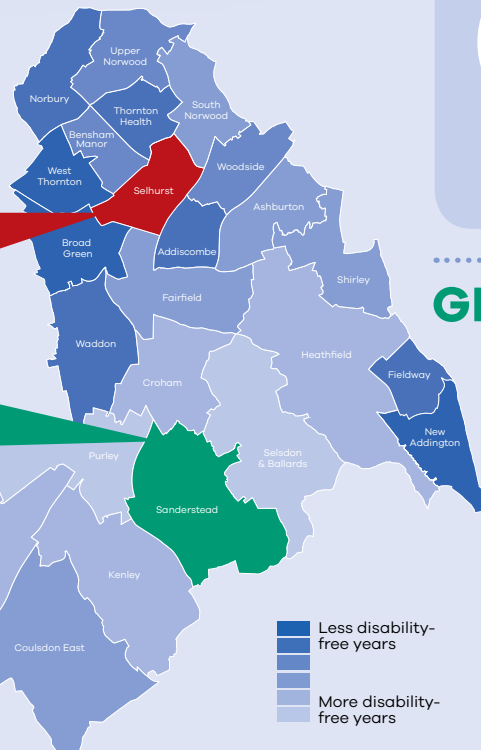 Upper
Norwood
Norbury
Thornton
Health
South
Norwood
Bensham
Manor
West
Thornton
Woodside
Selhurst
Ashburton
Broad
Green
Addiscombe
Shirley
Fairfield
GE
Waddon
Heathfield
Fieldway
Croham
New
Addington
Purley
Selsdon
& Ballards
Sanderstead
Kenley
Coulsdon East
Less disability-
free years
More disability-
free years